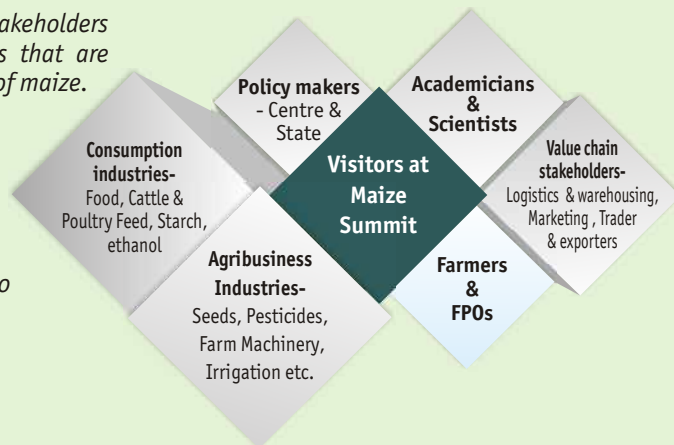 akeholders
s that are
of maize.
o
Policy makers
- Centre &
State
Academicians
&
Scientists
Consumption
industries-
Food, Cattle &
Poultry Feed, Starch,
ethanol
Visitors at
Maize
Summit
Value chain
stakeholders-
Logistics & warehousing,
Marketing , Trader
& exporters
Agribusiness
Industries-
Seeds, Pesticides,
Farm Machinery,
Irrigation etc.
Farmers
&
FPOs